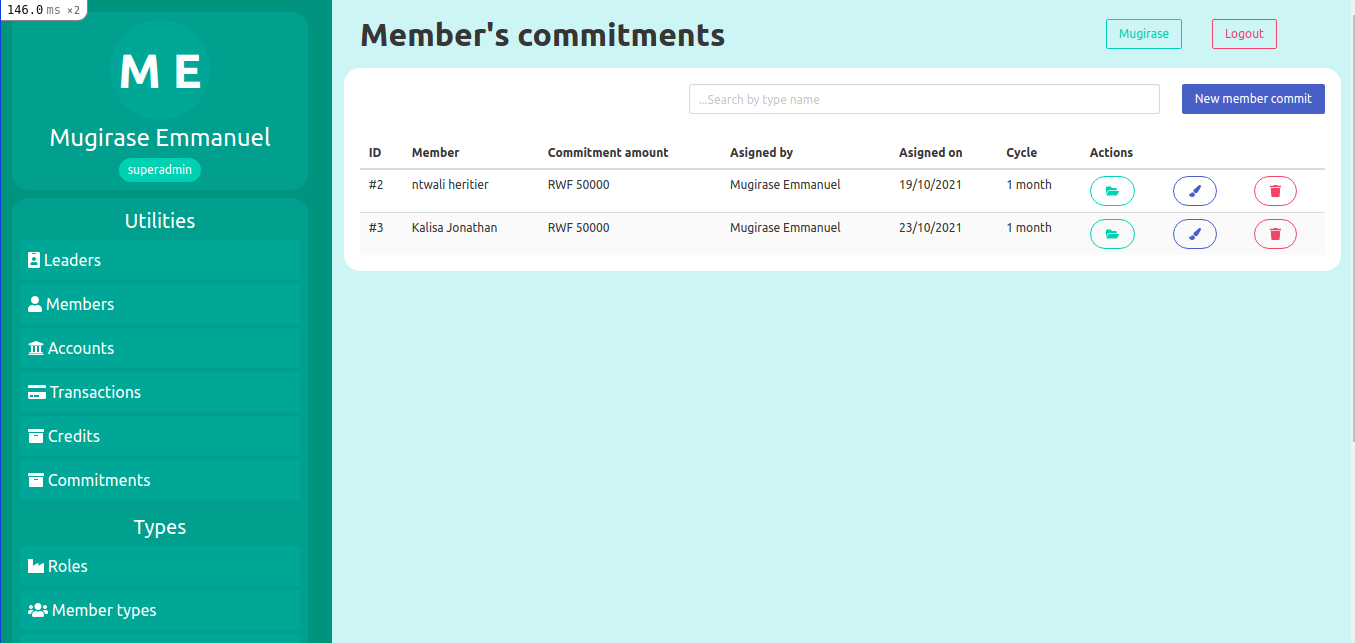 146.0 ms ×2
M E
Mugirase Emmanuel
superadmin
Utilities
Leaders
Members
Accounts
Transactions
Credits
Commitments
Types
Roles
Member types
Member's commitments
Mugirase
Logout
...Search by type name
New member commit
ID Member Commitment amount Asigned by Asigned on Cycle Actions
#2 ntwali heritier RWF 50000 Mugirase Emmanuel 19/10/2021 1 month
#3 Kalisa Jonathan RWF 50000 Mugirase Emmanuel 23/10/2021 1 month